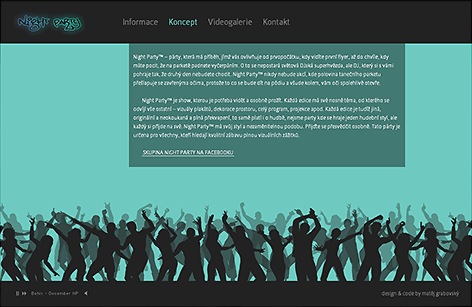 Night Party
Informace Koncept Videogalerie Kontakt
Night Party™ – párty, která má příběh, jímž vás ovlivňuje od prvopočátku, kdy vidíte první flyer, až do chvíle, kdy
máte pocit, že na parketě padnete vyčerpáním. O to se nepostará světová DJská superhvězda, ale DJ, který si s vámi
pohraje tak, že druhý den nebudete chodit. Night Party™ nikdy nebude akcí, kde polovina tanečního parketu
přešlapuje se zavřenýma očima, protože to co se bude dít na pódiu a všude kolem, vám oči spolehlivě otevře.
Night Party™ je show, kterou je potřeba vidět a osobně prožít. Každá edice má své nosné téma, od kterého se
odvíjí vše ostatní – vizuály plakátů, dekorace prostoru, celý program, projekce apod. Každá edice je tudíž jiná,
originální a neokoukaná a plná překvapení, to samé platí i o hudbě, nejsme party kde se hraje jeden hudební styl, ale
každý si přijde na své. Night Party™ má svůj styl a nezaměnitelnou podobu. Přijďte se přesvědčit osobně. Tato párty je
určena pro všechny, kteří hledají kvalitní zábavu plnou vizuálních zážitků.
SKUPINA NIGHT PARTY NA FACEBOOKU
Denis - December NP
design & code by matěj grabovský